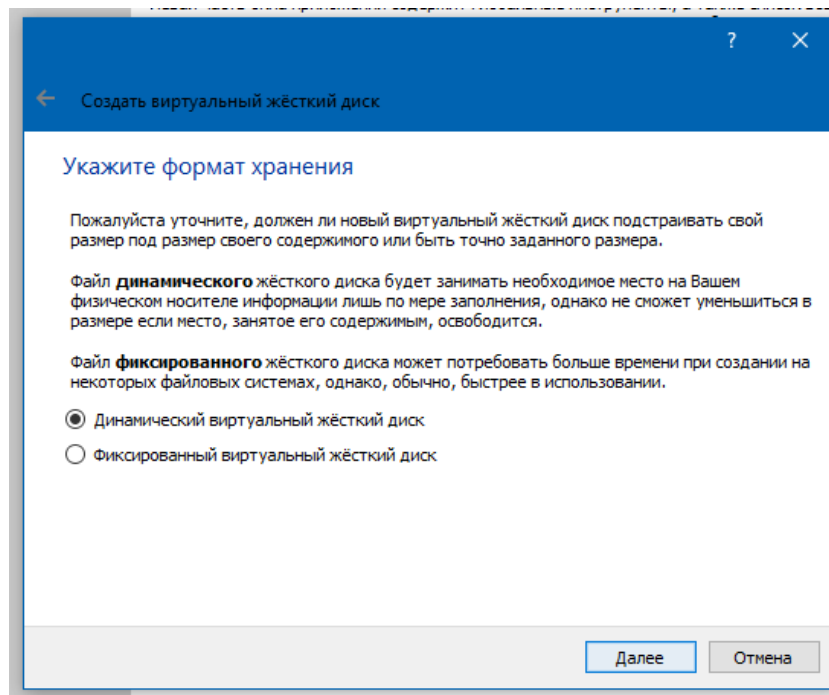 ?
Создать виртуальный жёсткий диск
Укажите формат хранения
Пожалуйста уточните, должен ли новый виртуальный жёсткий диск подстраивать свой
размер под размер своего содержимого или быть точно заданного размера.
Файл динамического жёсткого диска будет занимать необходимое место на Вашем
физическом носителе информации лишь по мере заполнения, однако не сможет уменьшиться в
размере если место, занятое его содержимым, освободится.
Файл фиксированного жёсткого диска может потребовать больше времени при создании на
некоторых файловых системах, однако, обычно, быстрее в использовании.
Динамический виртуальный жёсткий диск
Фиксированный виртуальный жёсткий диск
Далее
Отмена